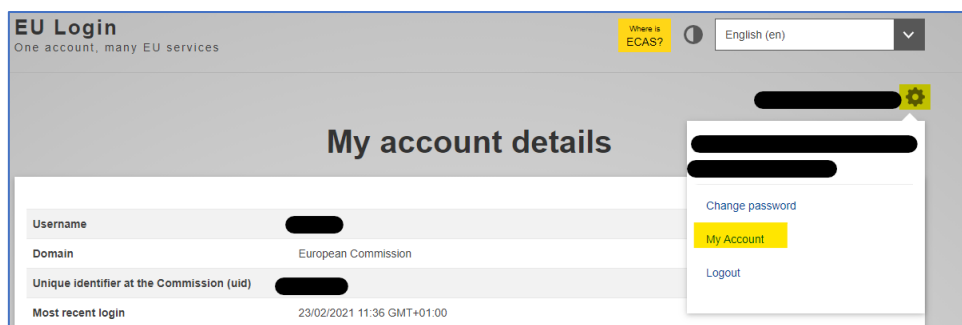 EU Login
One account, many EU services
Where is
ECAS?
English (en)
My account details
Change password
My Account
Logout
Username
Domain European Commission
Unique identifier at the Commission (uid)
Most recent login 23/02/2021 11:36 GMT+01:00